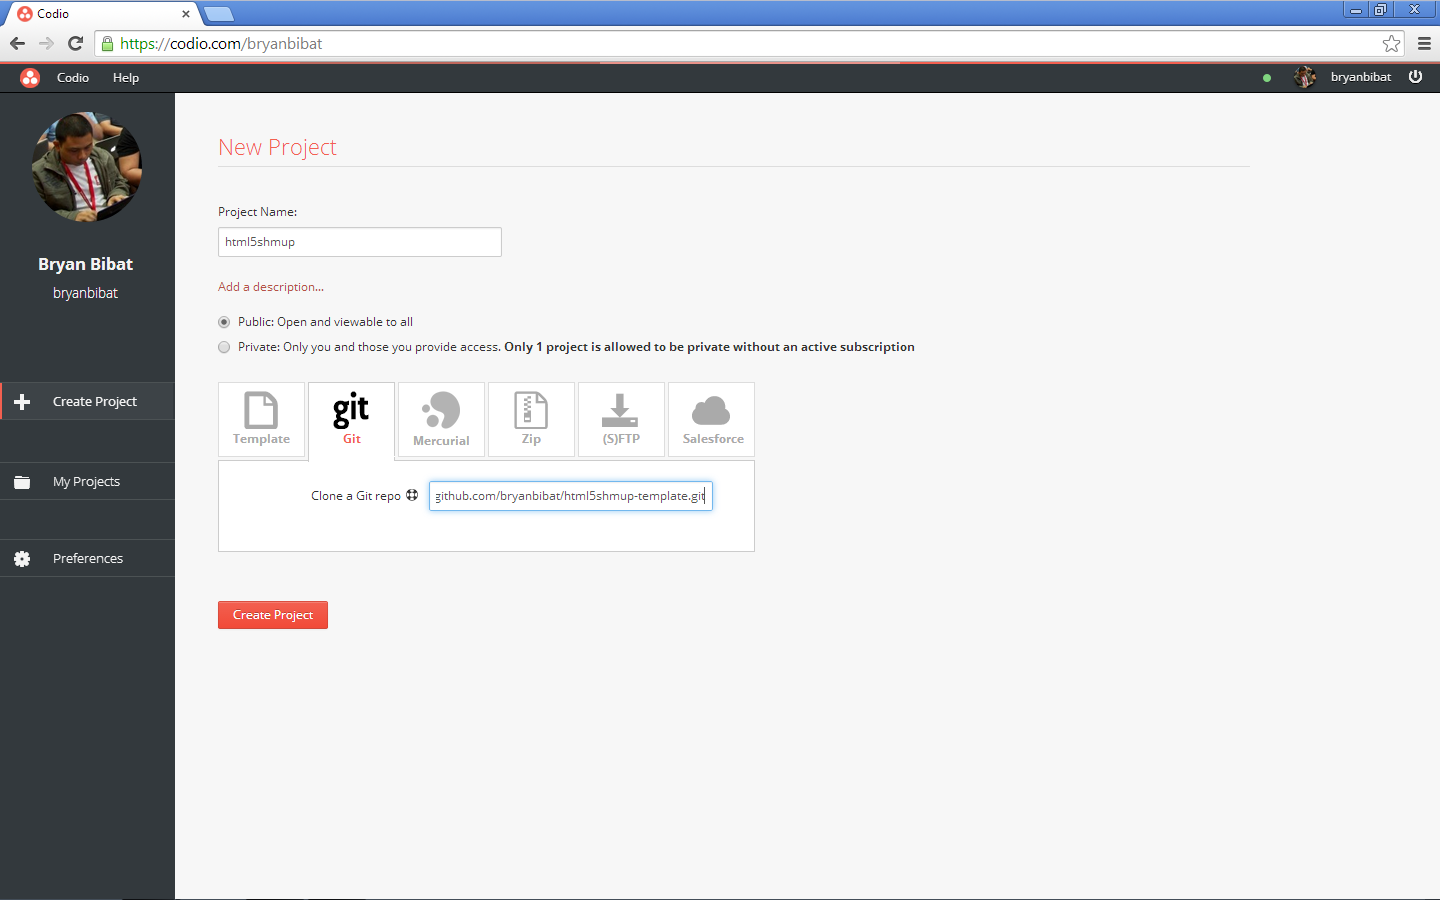 Codio
https://codio.com/bryanbibat
Codio Help bryanbibat
Bryan Bibat
bryanbibat
Create Project
My Projects
Preferences
New Project
Project Name:
html5shmup
Add a description...
Public: Open and viewable to all
Private: Only you and those you provide access. Only 1 project is allowed to be private without an active subscription
Template
git
Git
Mercurial
Zip
(S)FTP
Salesforce
Clone a Git repo github.com/bryanbibat/html5shmup-template.git
Create Project